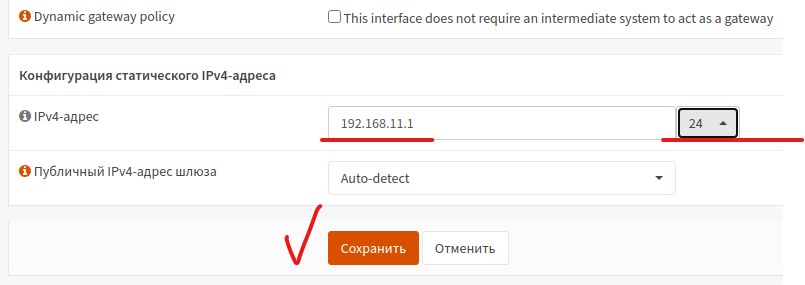 Dynamic gateway policy
This interface does not require an intermediate system to act as a gateway
Конфигурация статического IPv4-адреса
IPv4-адрес
192.168.11.1
24
Публичный IPv4-адрес шлюза
Auto-detect
Сохранить
Отменить